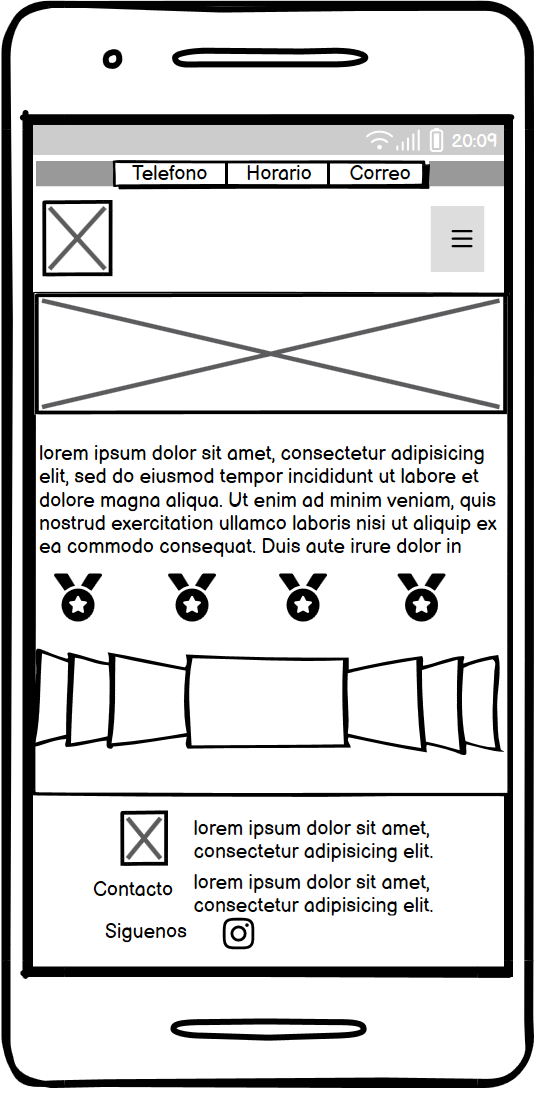 20:09
Telefono Horario Correo
lorem ipsum dolor sit amet, consectetur adipisicing
elit, sed do eiusmod tempor incididunt ut labore et
dolore magna aliqua. Ut enim ad minim veniam, quis
nostrud exercitation ullamco laboris nisi ut aliquip ex
ea commodo consequat. Duis aute irure dolor in
lorem ipsum dolor sit amet,
consectetur adipisicing elit.
Contacto
lorem ipsum dolor sit amet,
consectetur adipisicing elit.
Siguenos